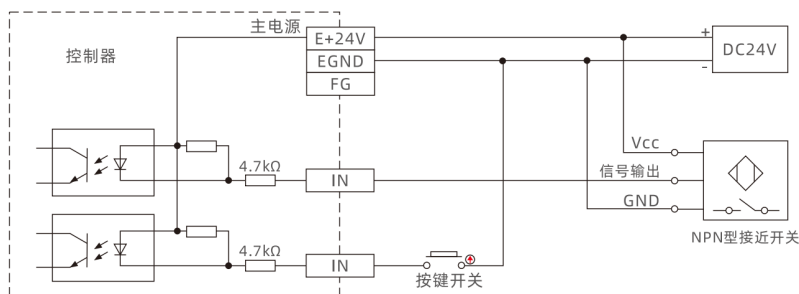 主电源
控制器
E+24V
EGND
FG
+
-
DC24V
4.7kΩ
IN
Vcc
信号输出
GND
NPN型接近开关
4.7kΩ
IN
按键开关